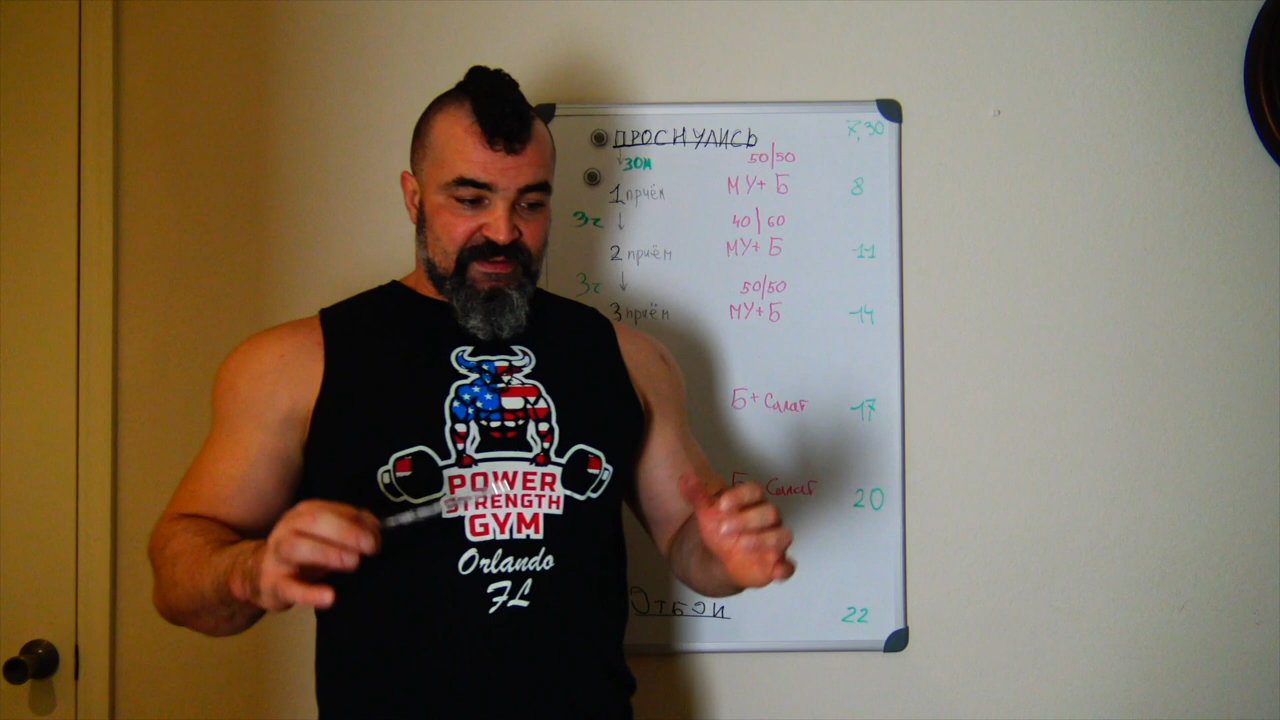 ПРОСНУЛИСЬ 7,30
↓ 30м 50/50
1 приём МУ+Б 8
3ч ↓ 40/60
2 приём МУ+Б -11
3ч ↓ 50/50
3 приём МУ+Б -14
Б+Салат -17
Салат 20
Отбой 22
POWER
STRENGTH
GYM
Orlando
FL